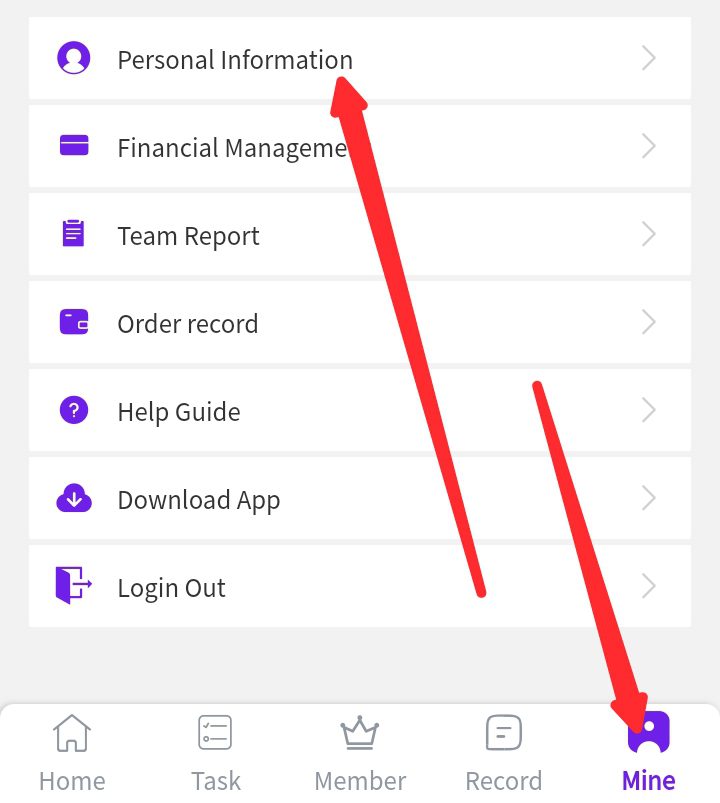 Personal Information
Financial Manageme
Team Report
Order record
Help Guide
?
Download App
Login Out
Home
Task
Member
Record
Mine